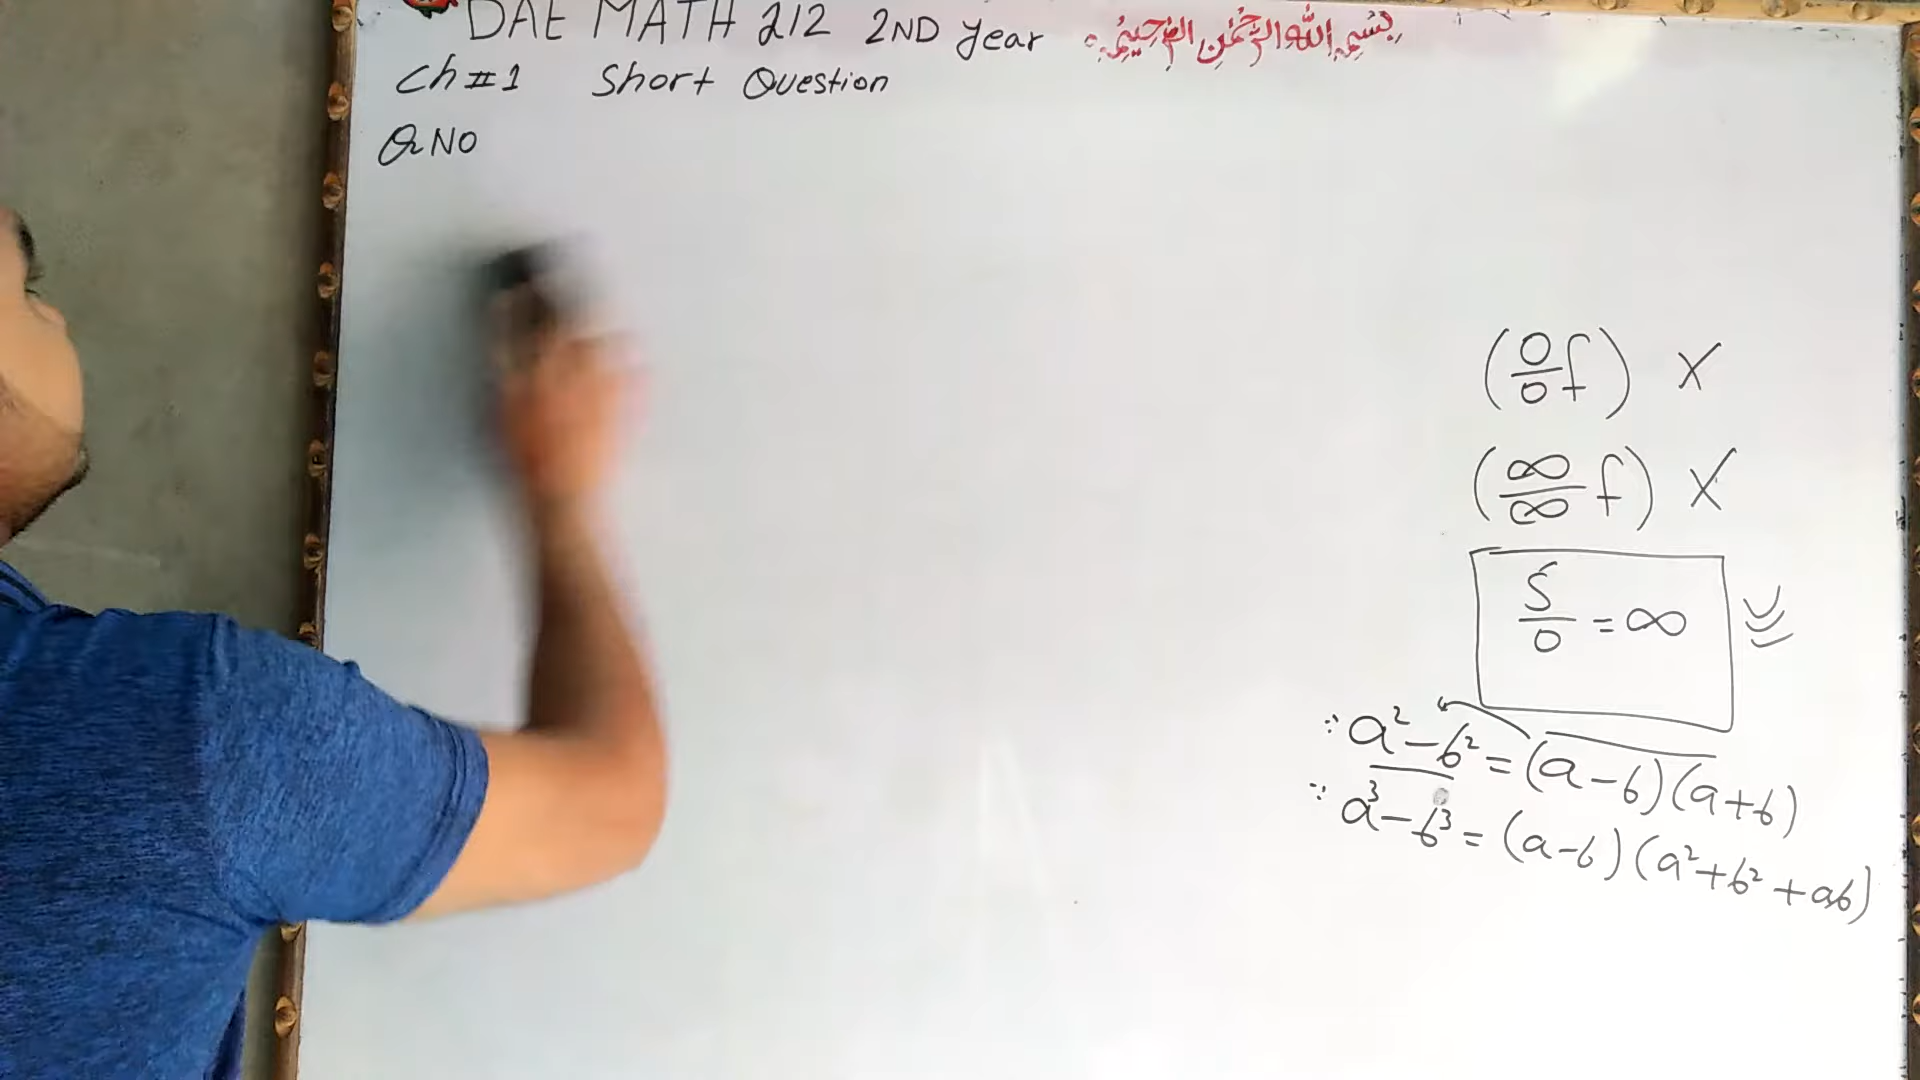 DAE MATH 212 2ND year بسم الله الرحمن الرحيم
Ch # 1 Short Question
Q NO
(0/0 f) X
(∞/∞ f) X
5/0 = ∞
∵ a² - b² = (a - b)(a + b)
∵ a³ - b³ = (a - b)(a² + b² + ab)